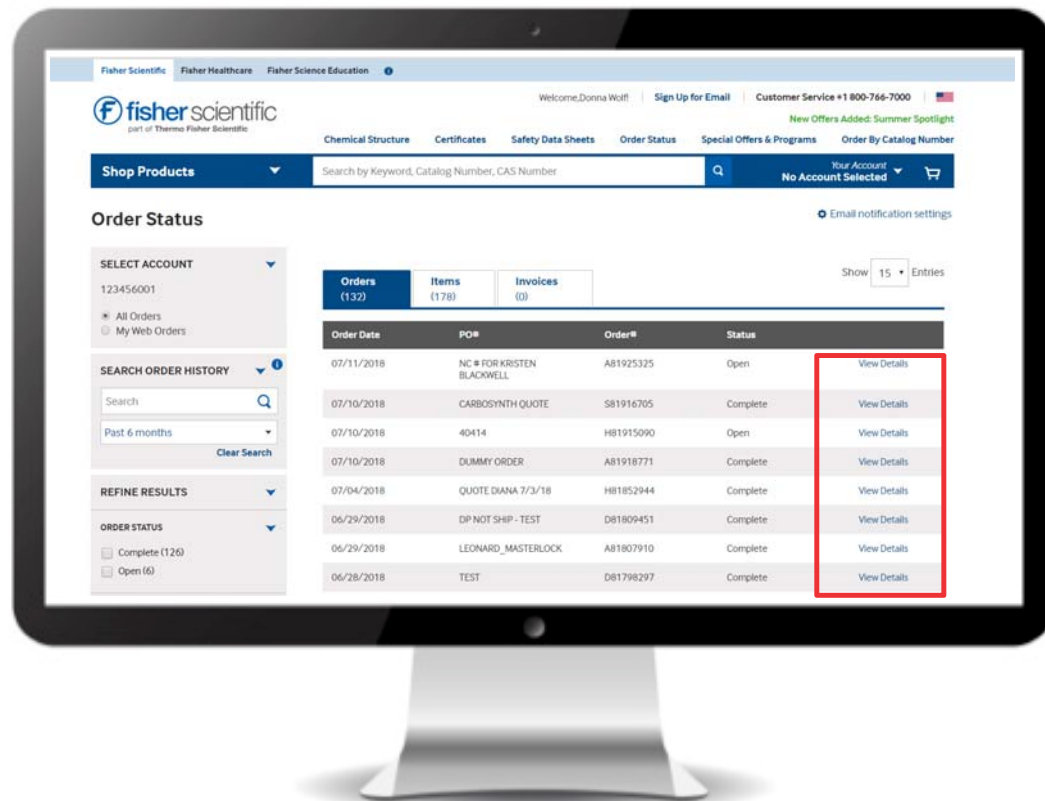 Fisher Scientific Fisher Healthcare Fisher Science Education
fisher scientific
part of Thermo Fisher Scientific
Welcome,Donna Wolf! Sign Up for Email Customer Service +1 800-766-7000
New Offers Added: Summer Spotlight
Chemical Structure Certificates Safety Data Sheets Order Status Special Offers & Programs Order By Catalog Number
Shop Products
Search by Keyword, Catalog Number, CAS Number
Your Account
No Account Selected
Order Status
Email notification settings
SELECT ACCOUNT
123456001
All Orders
My Web Orders
SEARCH ORDER HISTORY
Search
Past 6 months
Clear Search
REFINE RESULTS
ORDER STATUS
Complete (126)
Open (6)
Show 15 Entries
Orders (132)
Items (178)
Invoices (0)
Order Date PO# Order# Status
07/11/2018 NC # FOR KRISTEN BLACKWELL A81925325 Open View Details
07/10/2018 CARBOSYNTH QUOTE S81916705 Complete View Details
07/10/2018 40414 H81915090 Open View Details
07/10/2018 DUMMY ORDER A81918771 Complete View Details
07/04/2018 QUOTE DIANA 7/3/18 H81852944 Complete View Details
06/29/2018 DP NOT SHIP - TEST D81809451 Complete View Details
06/29/2018 LEONARD_MASTERLOCK A81807910 Complete View Details
06/28/2018 TEST D81798297 Complete View Details